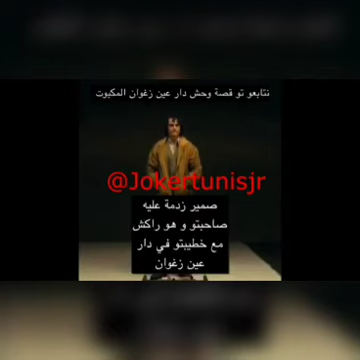 نتابعو تو قصة وحش دار عين زغوان المكبوت
@Jokertunisjr
صمير زدمة عليه
صاحبتو و هو راكش
مع خطيبتو في دار
عين زغوان